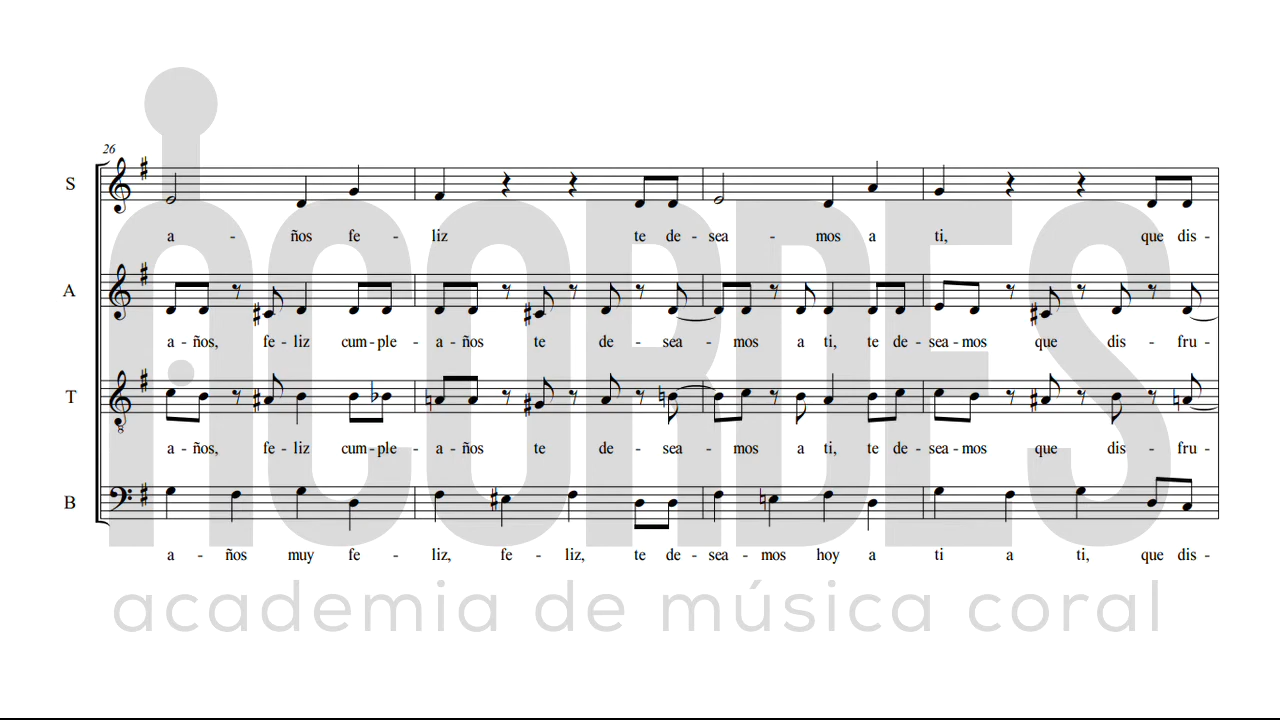 26
S
a - ños fe - liz te de - sea - mos a ti, que dis -
A
a - ños, fe - liz cum - ple - a - ños te de - sea - mos a ti, te de - sea - mos que dis - fru -
T
a - ños, fe - liz cum - ple - a - ños te de - sea - mos a ti, te de - sea - mos que dis - fru -
B
a - ños muy fe - liz, fe - liz, te de - sea - mos hoy a ti a ti, que dis -
ACORDES
academia de música coral